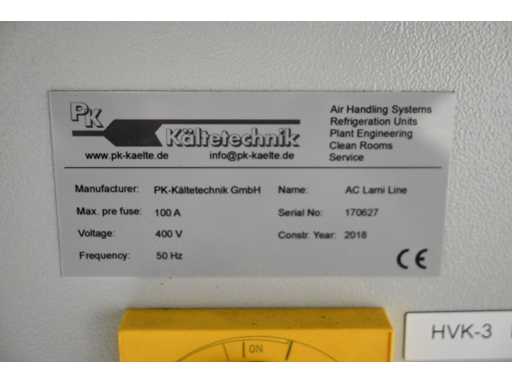 PK
Kältetechnik
www.pk-kaelte.de info@pk-kaelte.de
Air Handling Systems
Refrigeration Units
Plant Engineering
Clean Rooms
Service
Manufacturer: PK-Kältetechnik GmbH
Max. pre fuse: 100 A
Voltage: 400 V
Frequency: 50 Hz
Name: AC Lami Line
Serial No: 170627
Constr. Year: 2018
CE
ON
HVK-3